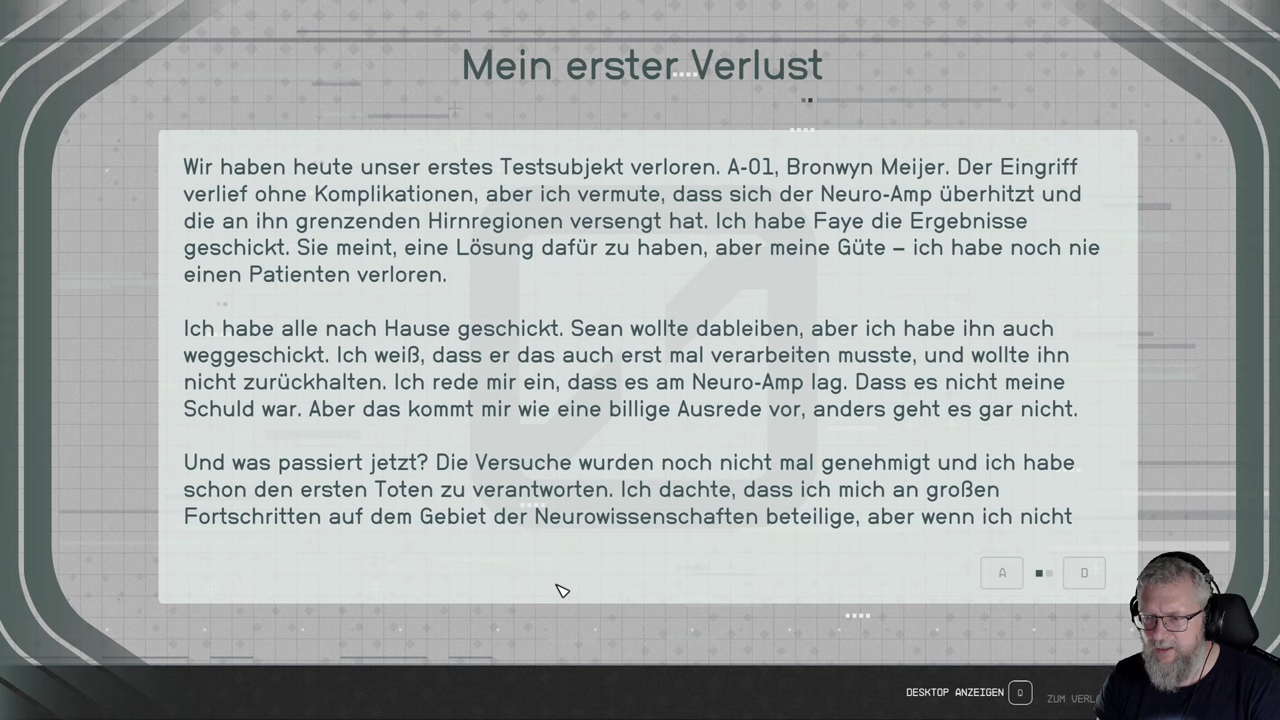 Mein erster Verlust
Wir haben heute unser erstes Testsubjekt verloren. A-01, Bronwyn Meijer. Der Eingriff
verlief ohne Komplikationen, aber ich vermute, dass sich der Neuro-Amp überhitzt und
die an ihn grenzenden Hirnregionen versengt hat. Ich habe Faye die Ergebnisse
geschickt. Sie meint, eine Lösung dafür zu haben, aber meine Güte – ich habe noch nie
einen Patienten verloren.
Ich habe alle nach Hause geschickt. Sean wollte dableiben, aber ich habe ihn auch
weggeschickt. Ich weiß, dass er das auch erst mal verarbeiten musste, und wollte ihn
nicht zurückhalten. Ich rede mir ein, dass es am Neuro-Amp lag. Dass es nicht meine
Schuld war. Aber das kommt mir wie eine billige Ausrede vor, anders geht es gar nicht.
Und was passiert jetzt? Die Versuche wurden noch nicht mal genehmigt und ich habe
schon den ersten Toten zu verantworten. Ich dachte, dass ich mich an großen
Fortschritten auf dem Gebiet der Neurowissenschaften beteilige, aber wenn ich nicht
A D
DESKTOP ANZEIGEN
ZUM